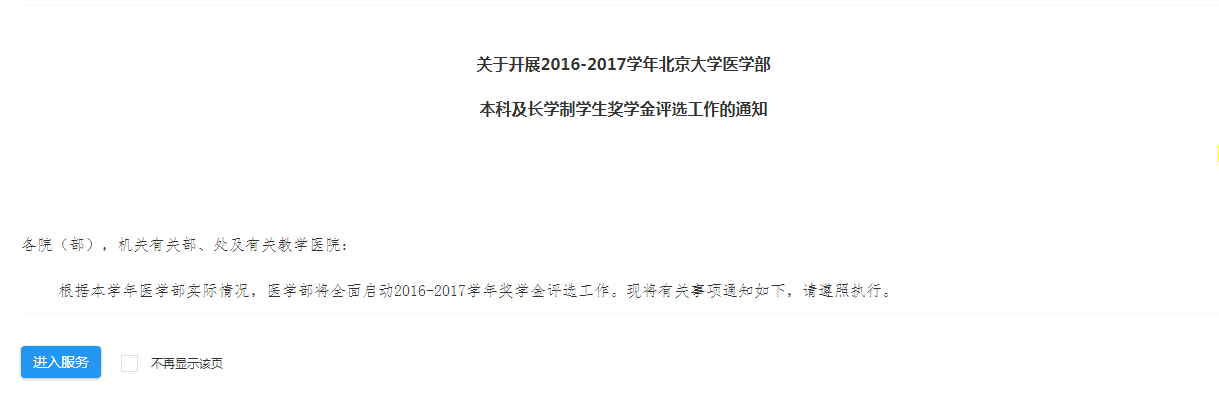 关于开展2016-2017学年北京大学医学部
本科及长学制学生奖学金评选工作的通知
各院（部），机关有关部、处及有关教学医院：
根据本学年医学部实际情况，医学部将全面启动2016-2017学年奖学金评选工作。现将有关事项通知如下，请遵照执行。
进入服务 不再显示该页